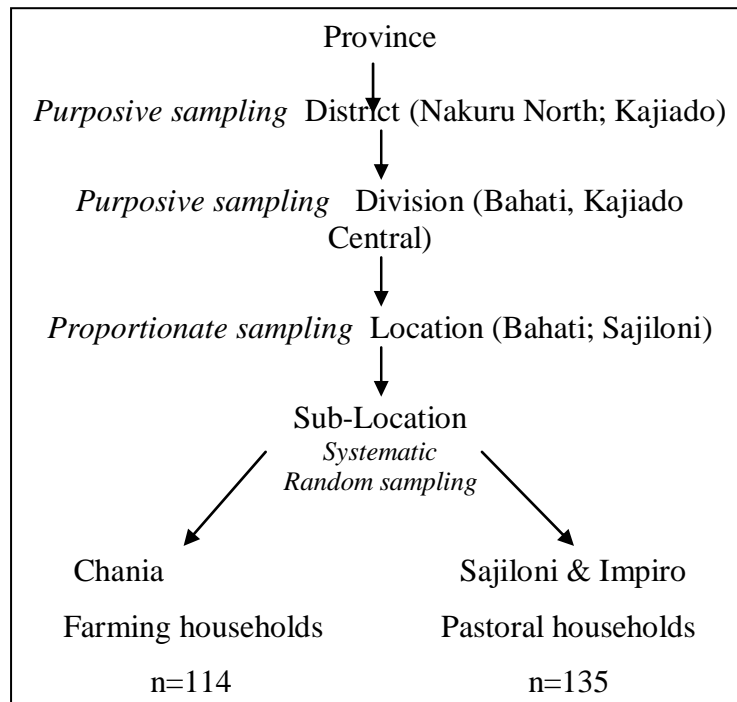 Province
Purposive sampling District (Nakuru North; Kajiado)
Purposive sampling Division (Bahati, Kajiado
Central)
Proportionate sampling Location (Bahati; Sajiloni)
Sub-Location
Systematic
Random sampling
Chania
Sajiloni & Impiro
Farming households
Pastoral households
n=114
n=135